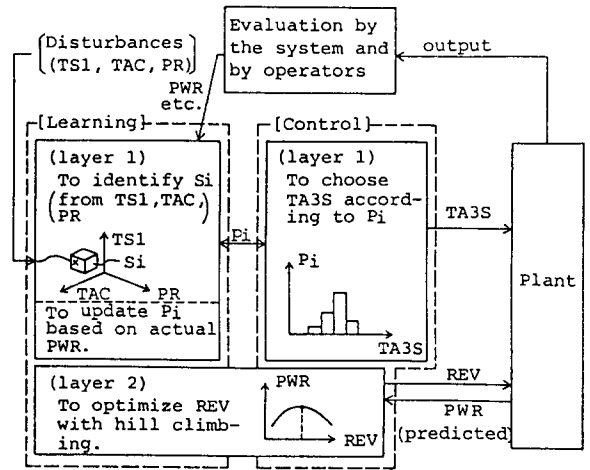 Disturbances
(TS1, TAC, PR)
Evaluation by
the system and
by operators
output
PWR
etc.
[Learning]
[Control]
(layer 1)
To identify Si
(from TS1,TAC,)
PR
TS1
Si
TAC
PR
To update Pi
based on actual
PWR.
Pi
(layer 1)
To choose
TA3S accord-
ing to Pi
Pi
TA3S
TA3S
Plant
(layer 2)
To optimize REV
with hill climb-
ing.
PWR
REV
REV
PWR
(predicted)